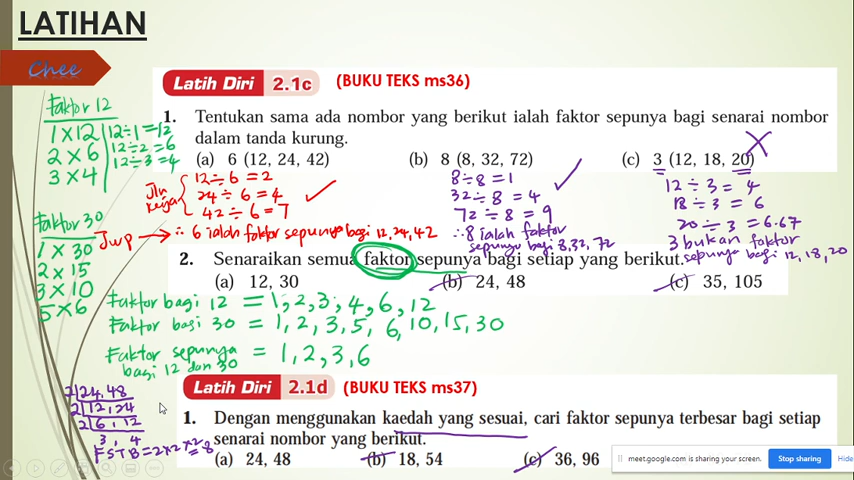 LATIHAN
Chee
Latih Diri 2.1c (BUKU TEKS ms36)
1. Tentukan sama ada nombor yang berikut ialah faktor sepunya bagi senarai nombor
dalam tanda kurung.
(a) 6 (12, 24, 42) (b) 8 (8, 32, 72) (c) 3 (12, 18, 20)
Faktor 12
1 × 12 12÷1=12
2 × 6 12÷2=6
3 × 4 12÷3=4
Jln kerja
12 ÷ 6 = 2
24 ÷ 6 = 4
42 ÷ 6 = 7
Jwp → ∴ 6 ialah faktor sepunya bagi 12, 24, 42
8 ÷ 8 = 1
32 ÷ 8 = 4
72 ÷ 8 = 9
∴ 8 ialah faktor
sepunya bagi 8, 32, 72
12 ÷ 3 = 4
18 ÷ 3 = 6
20 ÷ 3 = 6.67
3 bukan faktor
sepunya bagi 12, 18, 20
Faktor 30
1 × 30
2 × 15
3 × 10
5 × 6
2. Senaraikan semua faktor sepunya bagi setiap yang berikut.
(a) 12, 30 (b) 24, 48 (c) 35, 105
Faktor bagi 12 = 1, 2, 3, 4, 6, 12
Faktor bagi 30 = 1, 2, 3, 5, 6, 10, 15, 30
Faktor sepunya = 1, 2, 3, 6
bagi 12 dan 30
Latih Diri 2.1d (BUKU TEKS ms37)
2 24, 48
2 12, 24
2 6, 12
3, 4
FSTB = 2×2×2
= 8
1. Dengan menggunakan kaedah yang sesuai, cari faktor sepunya terbesar bagi setiap
senarai nombor yang berikut.
(a) 24, 48 (b) 18, 54 (c) 36, 96
meet.google.com is sharing your screen. Stop sharing Hide